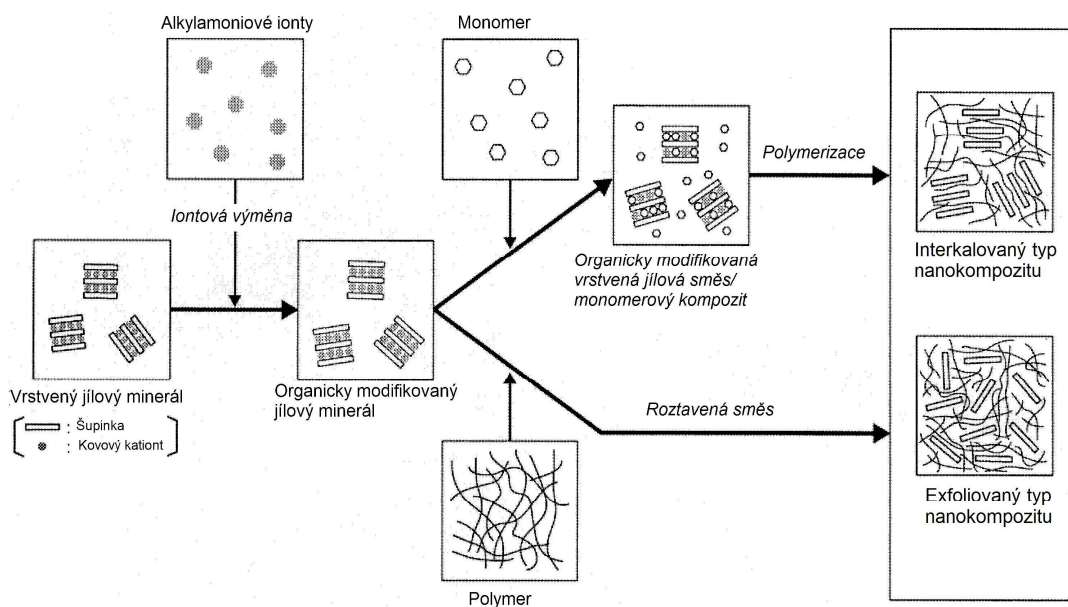 Alkylamoniové ionty
Monomer
Iontová výměna
Polymerizace
Interkalovaný typ
nanokompozitu
Organicky modifikovaná
vrstvená jílová směs/
monomerový kompozit
Vrstvený jílový minerál
: Šupinka
: Kovový kationt
Organicky modifikovaný
jílový minerál
Roztavená směs
Polymer
Exfoliovaný typ
nanokompozitu